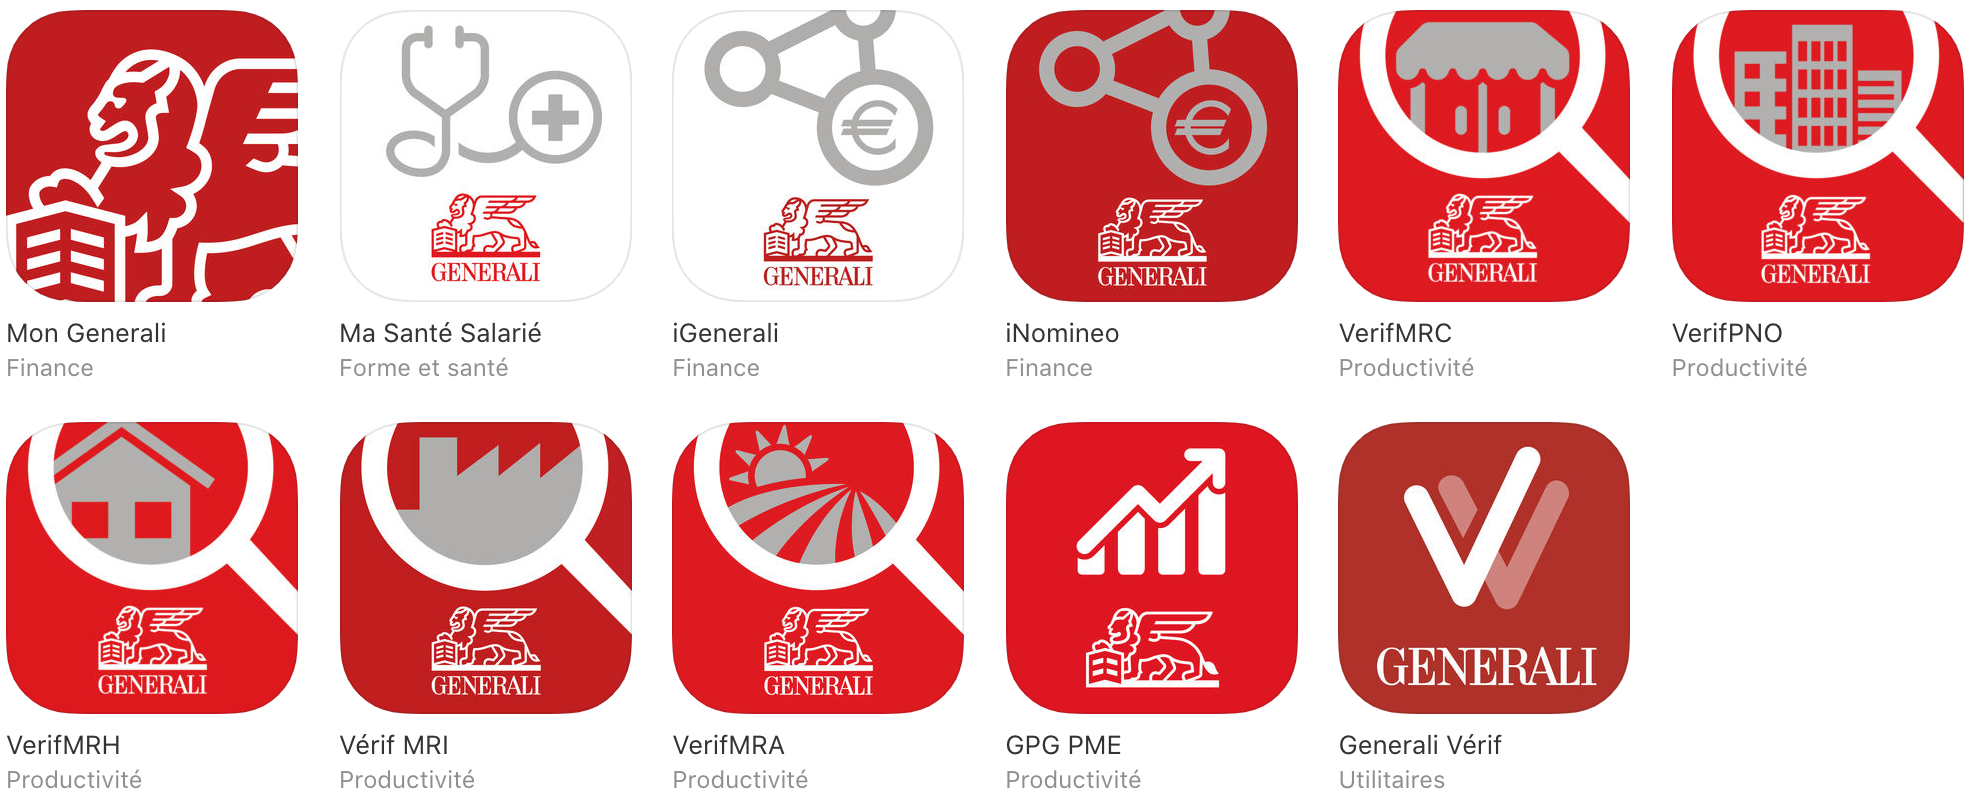 GENERALI
GENERALI
GENERALI
GENERALI
GENERALI
Mon Generali
Finance
Ma Santé Salarié
Forme et santé
iGenerali
Finance
iNomineo
Finance
VerifMRC
Productivité
VerifPNO
Productivité
GENERALI
GENERALI
GENERALI
GENERALI
VerifMRH
Productivité
Vérif MRI
Productivité
VerifMRA
Productivité
GPG PME
Productivité
Generali Vérif
Utilitaires